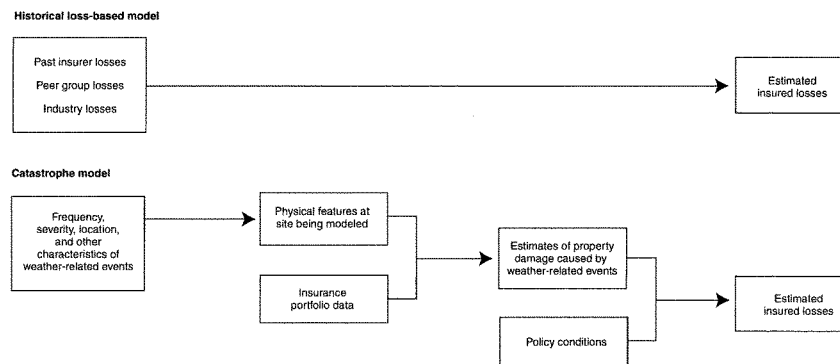 Historical loss-based model
Past insurer losses
Peer group losses
Industry losses
Estimated
insured losses
Catastrophe model
Frequency,
severity, location,
and other
characteristics of
weather-related events
Physical features at
site being modeled
Insurance
portfolio data
Estimates of property
damage caused by
weather-related events
Policy conditions
Estimated
insured losses